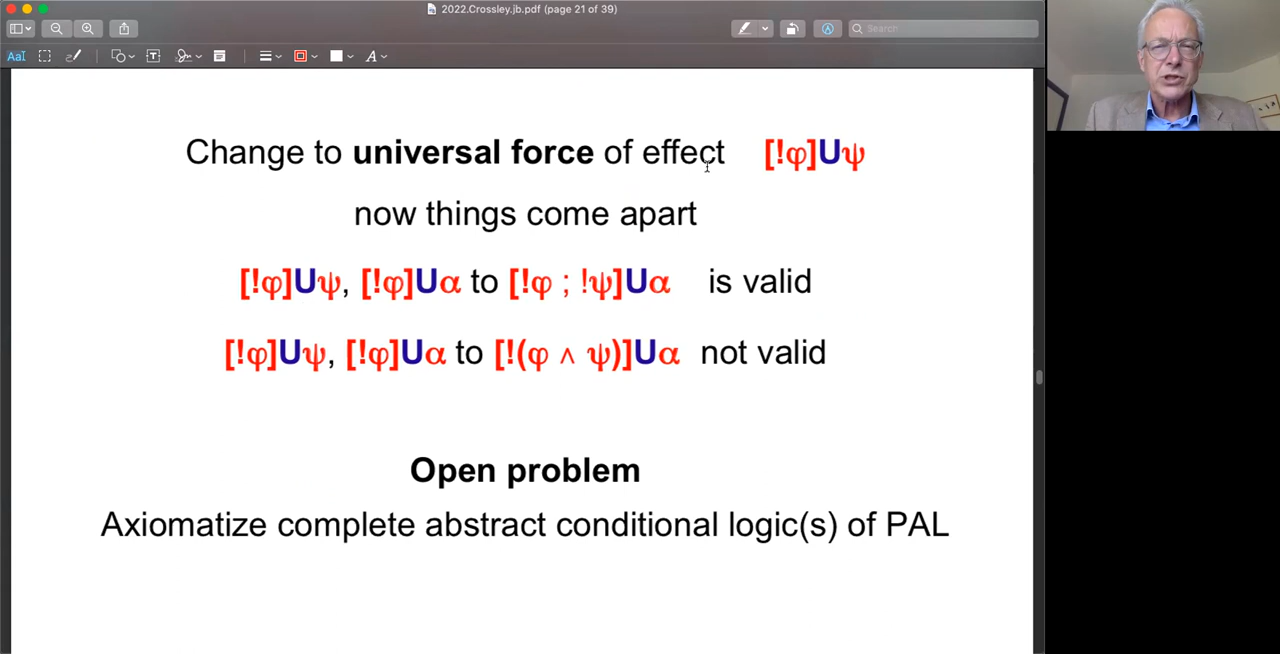 2022.Crossley.jb.pdf (page 21 of 39)
Search
AaI
A
Change to universal force of effect [!φ]Uψ
now things come apart
[!φ]Uψ, [!φ]Uα to [!φ ; !ψ]Uα is valid
[!φ]Uψ, [!φ]Uα to [!(φ ∧ ψ)]Uα not valid
Open problem
Axiomatize complete abstract conditional logic(s) of PAL